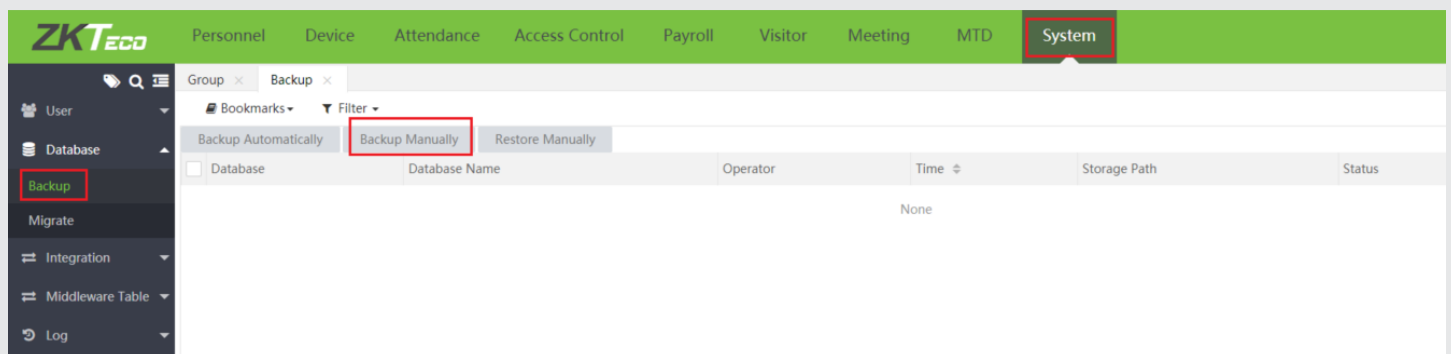 ZKTeco Personnel Device Attendance Access Control Payroll Visitor Meeting MTD System
Group × Backup ×
User
Bookmarks Filter
Database
Backup Automatically Backup Manually Restore Manually
Database Database Name Operator Time Storage Path Status
Backup
None
Migrate
Integration
Middleware Table
Log